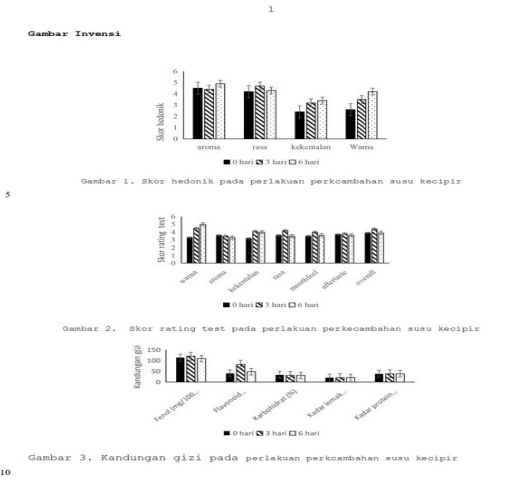 1
Gambar Invensi
6
5
4
3
2
1
0
Skor hedonik
aroma rasa kekentalan Warna
0 hari 3 hari 6 hari
Gambar 1. Skor hedonik pada perlakuan perkcambahan susu kecipir
5
6
5
4
3
2
1
0
Skor rating test
warna aroma kekentalan rasa mouthfeel aftertaste overall
0 hari 3 hari 6 hari
Gambar 2. Skor rating test pada perlakuan perkecambahan susu kecipir
150
100
50
0
Kandungan gizi
Fenol (mg/100... Flavonoid... Karbohidrat (%) Kadar lemak... Kadar protein...
0 hari 3 hari 6 hari
Gambar 3. Kandungan gizi pada perlakuan perkcambahan susu kecipir
10